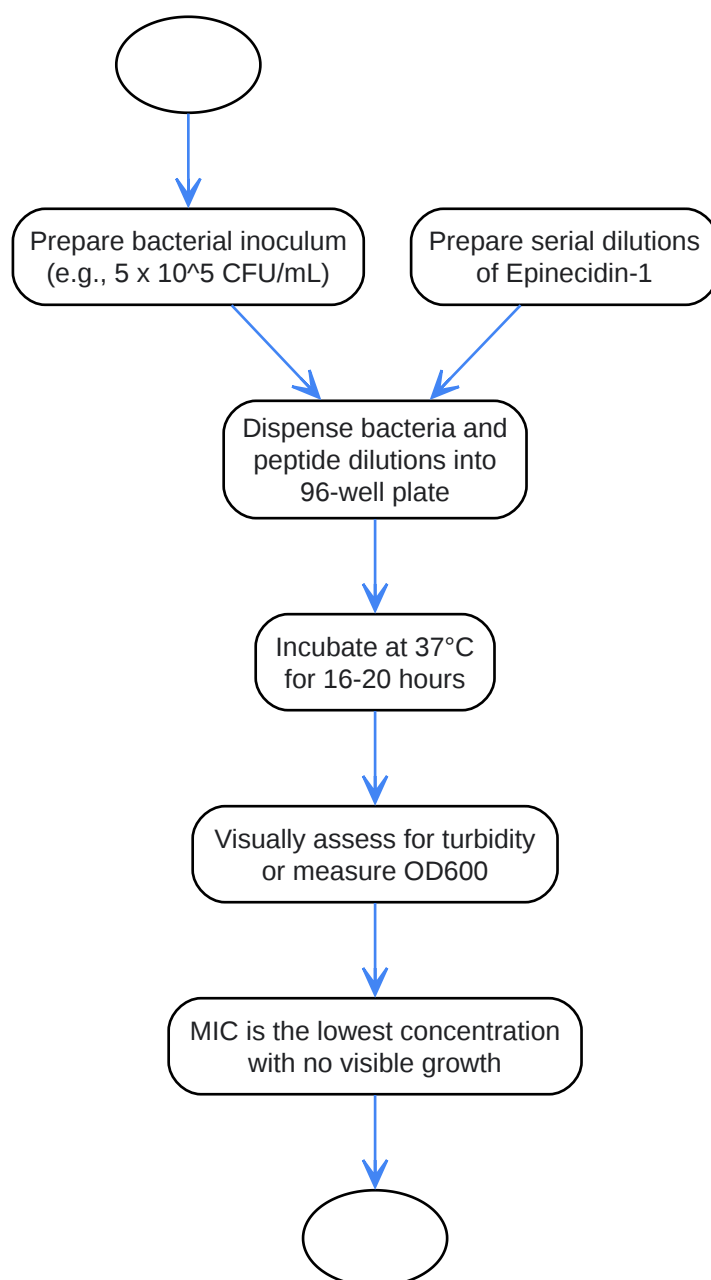 Prepare bacterial inoculum
(e.g., 5 x 10^5 CFU/mL)
Prepare serial dilutions
of Epinecidin-1
Dispense bacteria and
peptide dilutions into
96-well plate
Incubate at 37°C
for 16-20 hours
Visually assess for turbidity
or measure OD600
MIC is the lowest concentration
with no visible growth